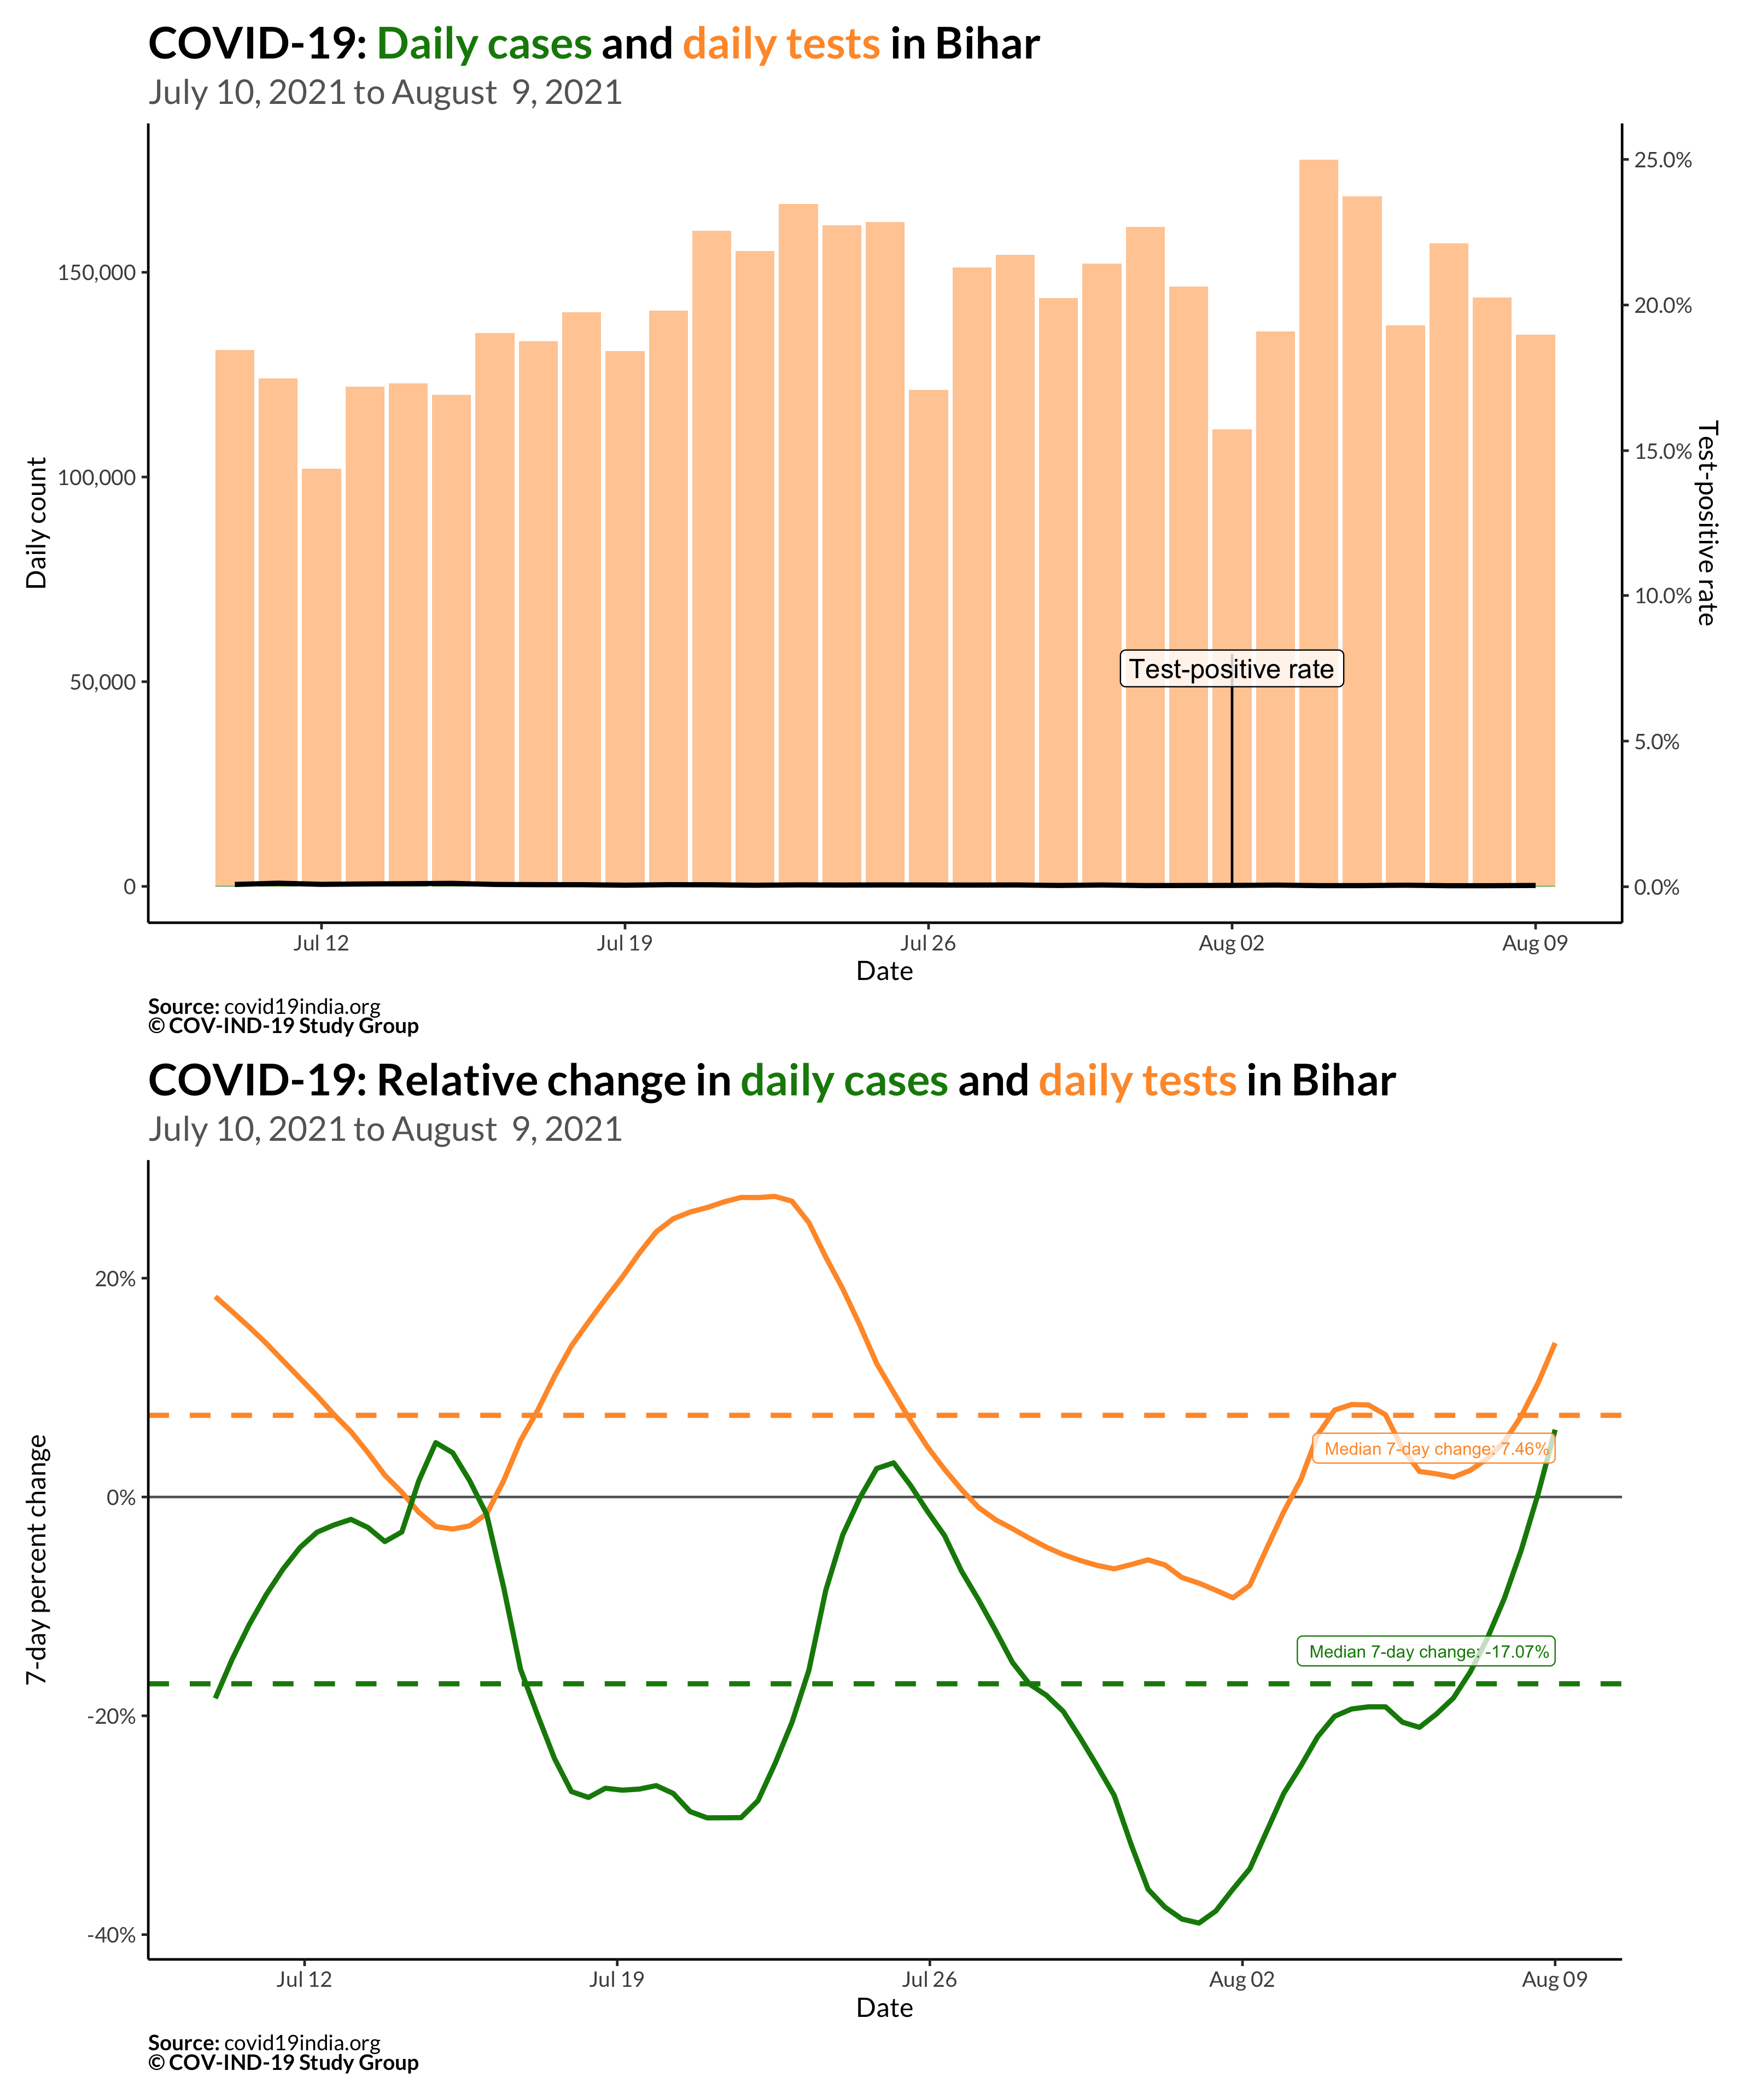 COVID-19: Daily cases and daily tests in Bihar
July 10, 2021 to August  9, 2021
Daily count
150,000
100,000
50,000
0
25.0%
20.0%
15.0%
10.0%
5.0%
0.0%
Test-positive rate
Test-positive rate
Jul 12
Jul 19
Jul 26
Aug 02
Aug 09
Date
Source: covid19india.org
© COV-IND-19 Study Group
COVID-19: Relative change in daily cases and daily tests in Bihar
July 10, 2021 to August  9, 2021
7-day percent change
20%
0%
-20%
-40%
Median 7-day change: 7.46%
Median 7-day change: -17.07%
Jul 12
Jul 19
Jul 26
Aug 02
Aug 09
Date
Source: covid19india.org
© COV-IND-19 Study Group